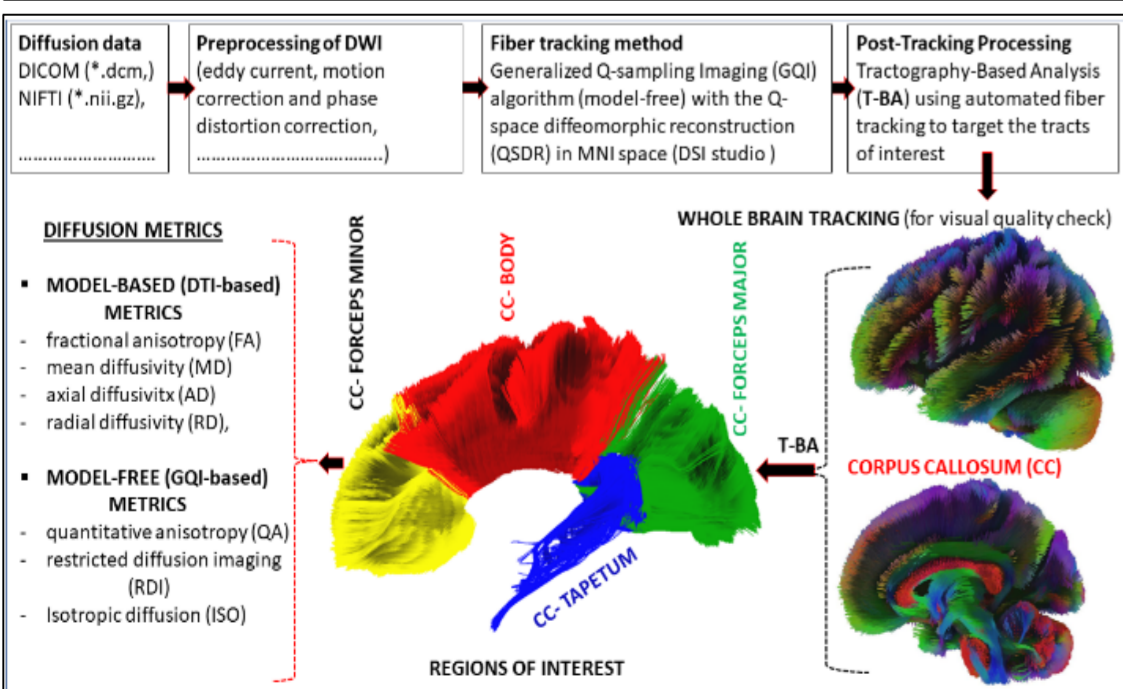 Diffusion data
DICOM (*.dcm,)
NIFTI (*.nii.gz),
............................
Preprocessing of DWI
(eddy current, motion
correction and phase
distortion correction,
......................................)
Fiber tracking method
Generalized Q-sampling Imaging (GQI)
algorithm (model-free) with the Q-
space diffeomorphic reconstruction
(QSDR) in MNI space (DSI studio )
Post-Tracking Processing
Tractography-Based Analysis
(T-BA) using automated fiber
tracking to target the tracts
of interest
WHOLE BRAIN TRACKING (for visual quality check)
DIFFUSION METRICS
▪ MODEL-BASED (DTI-based)
METRICS
- fractional anisotropy (FA)
- mean diffusivity (MD)
- axial diffusivitx (AD)
- radial diffusivity (RD),
▪ MODEL-FREE (GQI-based)
METRICS
- quantitative anisotropy (QA)
- restricted diffusion imaging
(RDI)
- Isotropic diffusion (ISO)
CC- FORCEPS MINOR
CC- BODY
CC- FORCEPS MAJOR
CC- TAPETUM
T-BA
CORPUS CALLOSUM (CC)
REGIONS OF INTEREST